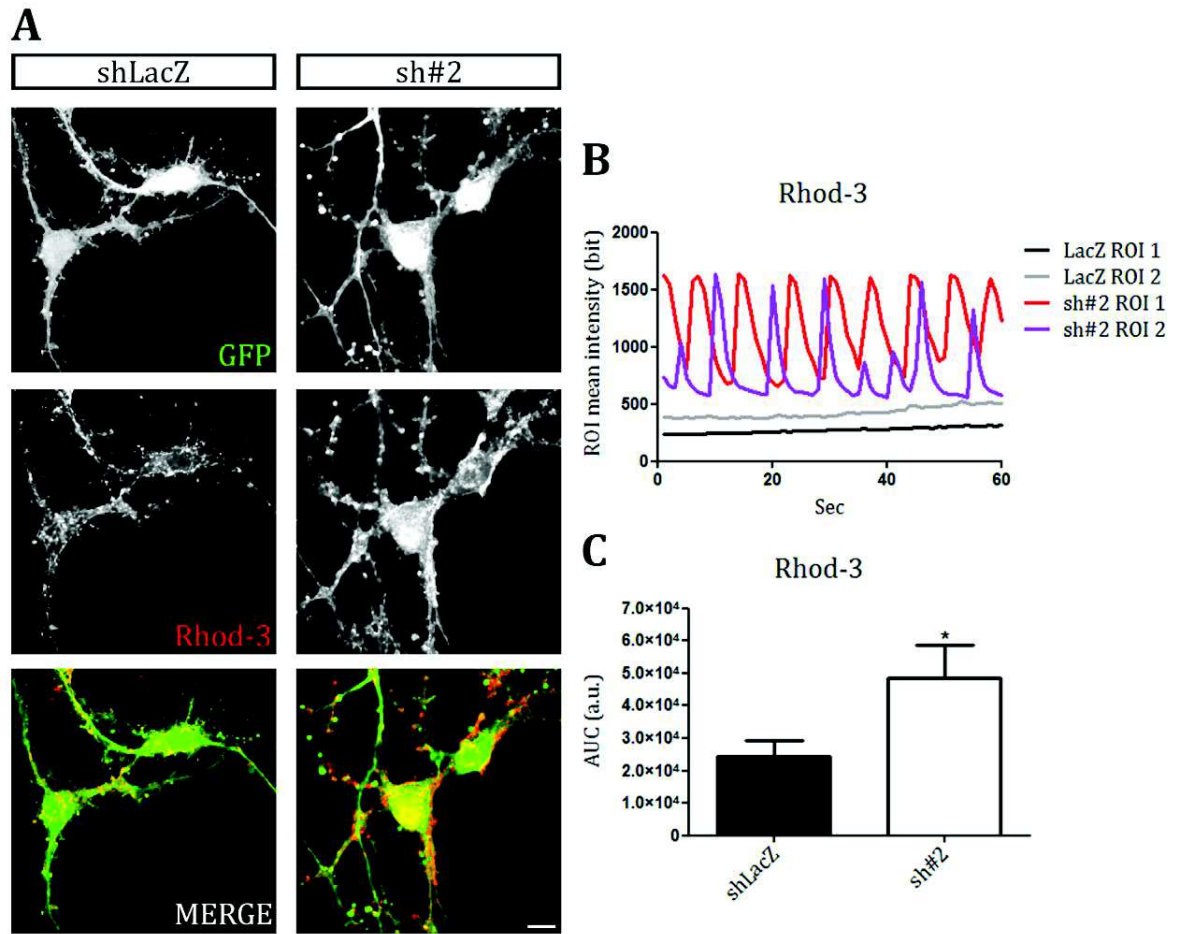 A
shLacZ
sh#2
GFP
Rhod-3
MERGE
B
Rhod-3
ROI mean intensity (bit)
2000
1500
1000
500
0
0
20
40
60
Sec
LacZ ROI 1
LacZ ROI 2
sh#2 ROI 1
sh#2 ROI 2
C
Rhod-3
AUC (a.u.)
7.0×10⁴
6.0×10⁴
5.0×10⁴
4.0×10⁴
3.0×10⁴
2.0×10⁴
1.0×10⁴
0
*
shLacZ
sh#2